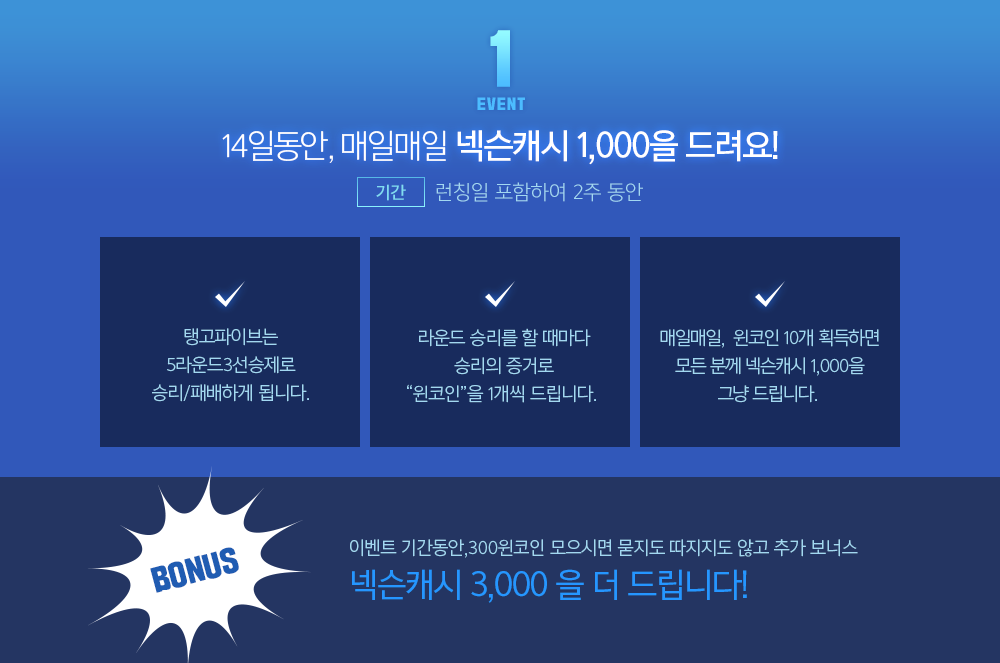 1
EVENT
14일동안, 매일매일 넥슨캐시 1,000을 드려요!
기간 런칭일 포함하여 2주 동안
탱고파이브는
5라운드3선승제로
승리/패배하게 됩니다.
라운드 승리를 할 때마다
승리의 증거로
“윈코인”을 1개씩 드립니다.
매일매일, 윈코인 10개 획득하면
모든 분께 넥슨캐시 1,000을
그냥 드립니다.
BONUS
이벤트 기간동안,300윈코인 모으시면 묻지도 따지지도 않고 추가 보너스
넥슨캐시 3,000 을 더 드립니다!